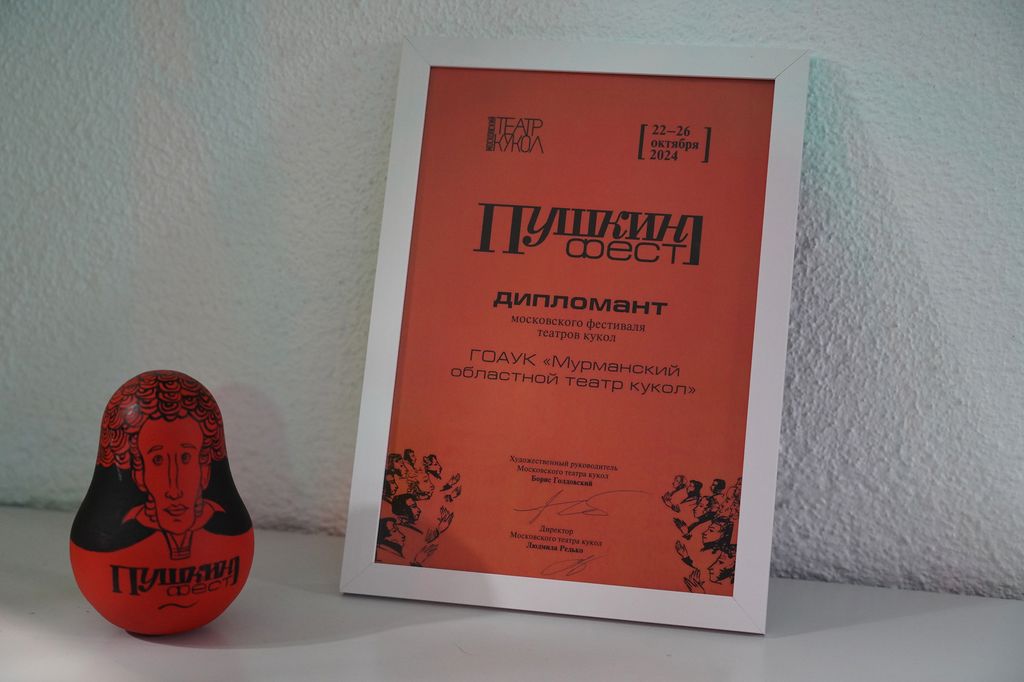 МОСКОВСКИЙ
ТЕАТР
КУКОЛ
[ 22–26
октября
2024 ]
ПУШКИН
ФЕСТ
дипломант
московского фестиваля
театров кукол
ГОАУК «Мурманский
областной театр кукол»
Художественный руководитель
Московского театра кукол
Борис Голдовский
Директор
Московского театра кукол
Людмила Редько
ПУШКИН
ФЕСТ